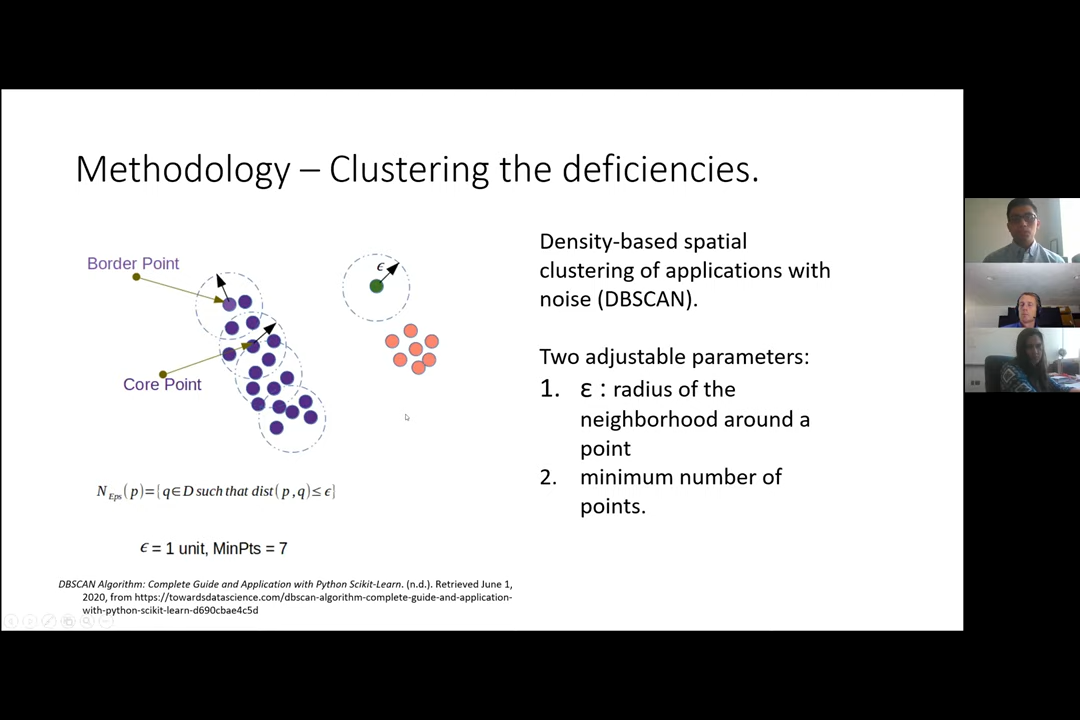 Methodology – Clustering the deficiencies.
Border Point
ϵ
Core Point
N Eps (p)={q∈D such that dist(p,q)≤ϵ}
ϵ = 1 unit, MinPts = 7
DBSCAN Algorithm: Complete Guide and Application with Python Scikit-Learn. (n.d.). Retrieved June 1,
2020, from https://towardsdatascience.com/dbscan-algorithm-complete-guide-and-application-
with-python-scikit-learn-d690cbae4c5d
Density-based spatial
clustering of applications with
noise (DBSCAN).
Two adjustable parameters:
1. ε : radius of the
neighborhood around a
point
2. minimum number of
points.